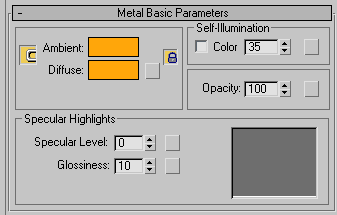 Metal Basic Parameters
Self-Illumination
Ambient:
Color 35
Diffuse:
Opacity: 100
Specular Highlights
Specular Level: 0
Glossiness: 10